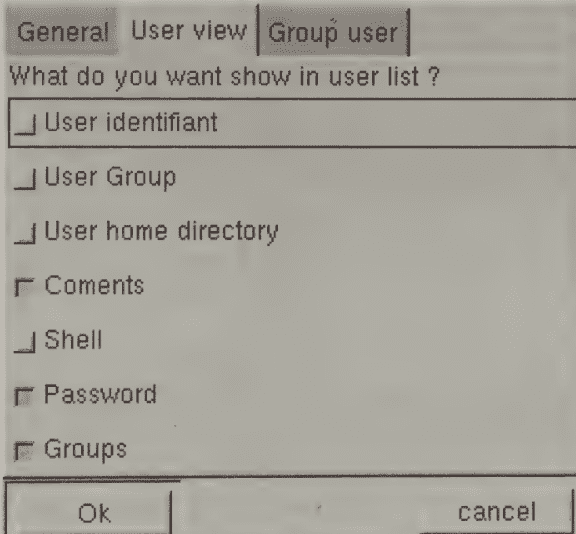 General User view Group user
What do you want show in user list ?
User identifiant
User Group
User home directory
Coments
Shell
Password
Groups
Ok cancel